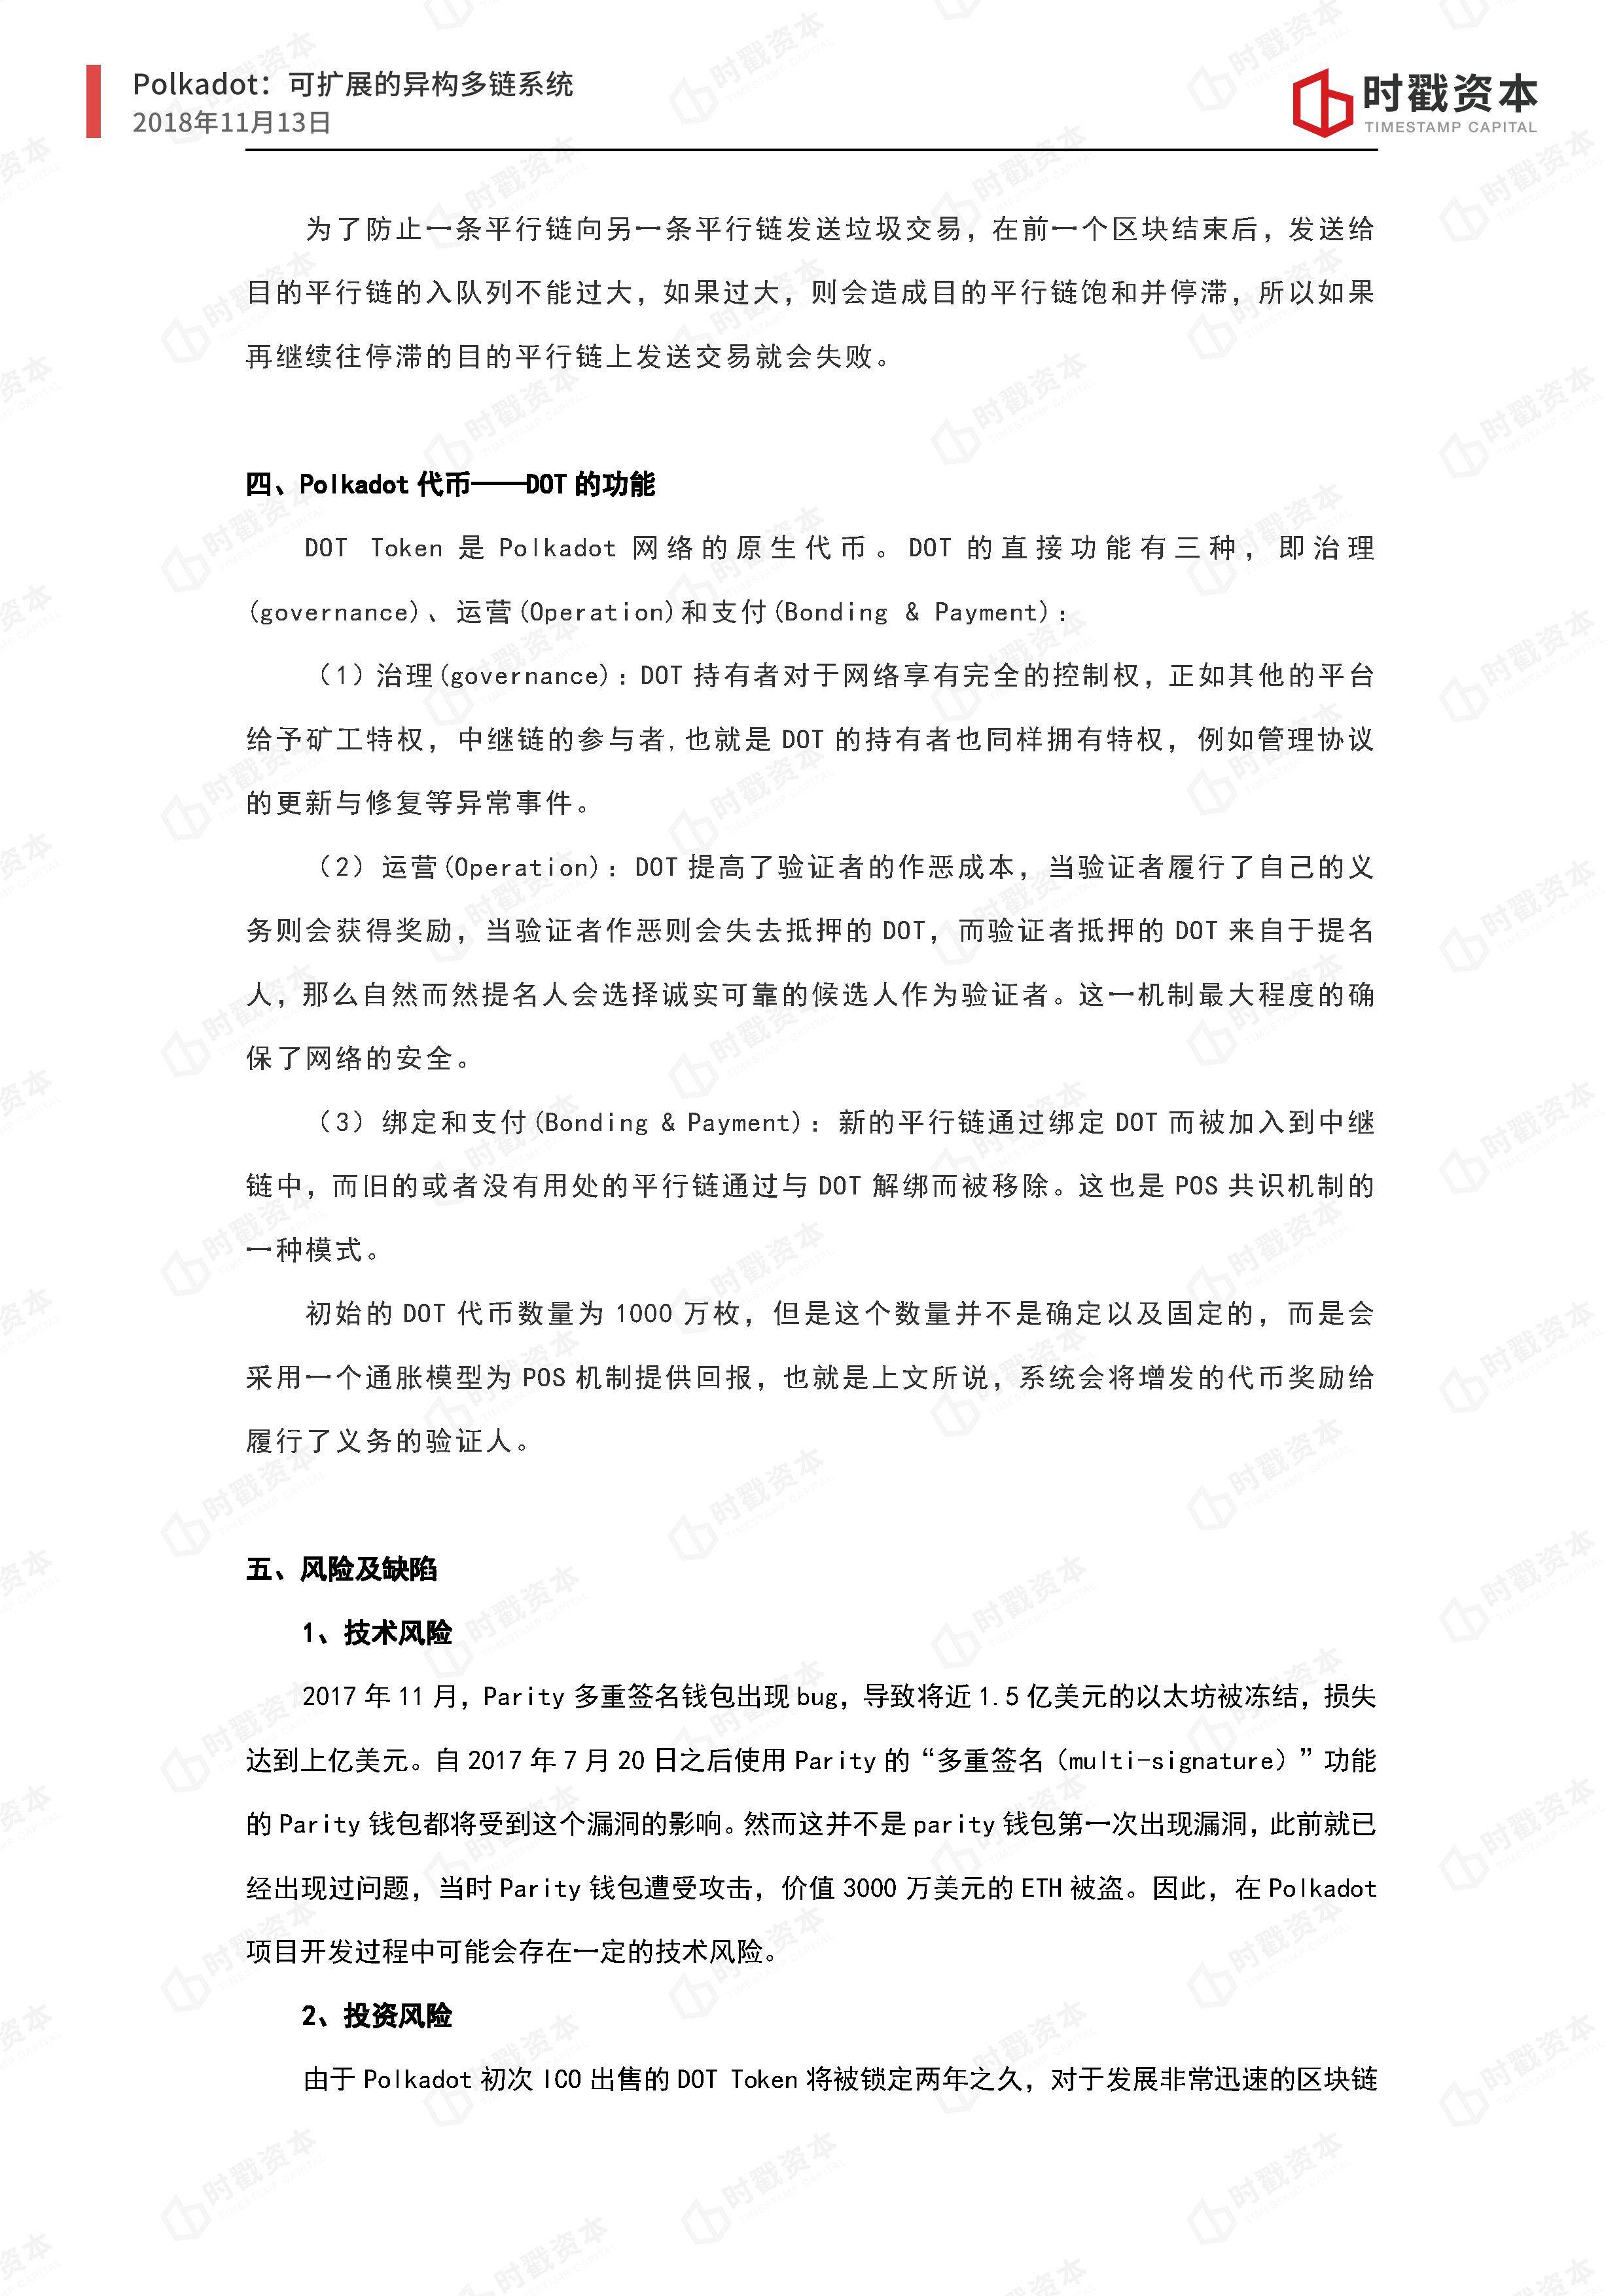 Polkadot：可扩展的异构多链系统
2018年11月13日
时戳资本
TIMESTAMP CAPITAL
为了防止一条平行链向另一条平行链发送垃圾交易，在前一个区块结束后，发送给
目的平行链的入队列不能过大，如果过大，则会造成目的平行链饱和并停滞，所以如果
再继续往停滞的目的平行链上发送交易就会失败。
四、Polkadot 代币——DOT 的功能
DOT Token 是 Polkadot 网络的原生代币。DOT 的直接功能有三种，即治理
(governance)、运营(Operation)和支付(Bonding & Payment)：
（1）治理(governance)：DOT 持有者对于网络享有完全的控制权，正如其他的平台
给予矿工特权，中继链的参与者,也就是 DOT 的持有者也同样拥有特权，例如管理协议
的更新与修复等异常事件。
（2）运营(Operation)：DOT 提高了验证者的作恶成本，当验证者履行了自己的义
务则会获得奖励，当验证者作恶则会失去抵押的 DOT，而验证者抵押的 DOT 来自于提名
人，那么自然而然提名人会选择诚实可靠的候选人作为验证者。这一机制最大程度的确
保了网络的安全。
（3）绑定和支付(Bonding & Payment)：新的平行链通过绑定 DOT 而被加入到中继
链中，而旧的或者没有用处的平行链通过与 DOT 解绑而被移除。这也是 POS 共识机制的
一种模式。
初始的 DOT 代币数量为 1000 万枚，但是这个数量并不是确定以及固定的，而是会
采用一个通胀模型为 POS 机制提供回报，也就是上文所说，系统会将增发的代币奖励给
履行了义务的验证人。
五、风险及缺陷
1、技术风险
2017 年 11 月，Parity 多重签名钱包出现 bug，导致将近 1.5 亿美元的以太坊被冻结，损失
达到上亿美元。自 2017 年 7 月 20 日之后使用 Parity 的“多重签名（multi-signature）”功能
的 Parity 钱包都将受到这个漏洞的影响。然而这并不是 parity 钱包第一次出现漏洞，此前就已
经出现过问题，当时 Parity 钱包遭受攻击，价值 3000 万美元的 ETH 被盗。因此，在 Polkadot
项目开发过程中可能会存在一定的技术风险。
2、投资风险
由于 Polkadot 初次 ICO 出售的 DOT Token 将被锁定两年之久，对于发展非常迅速的区块链